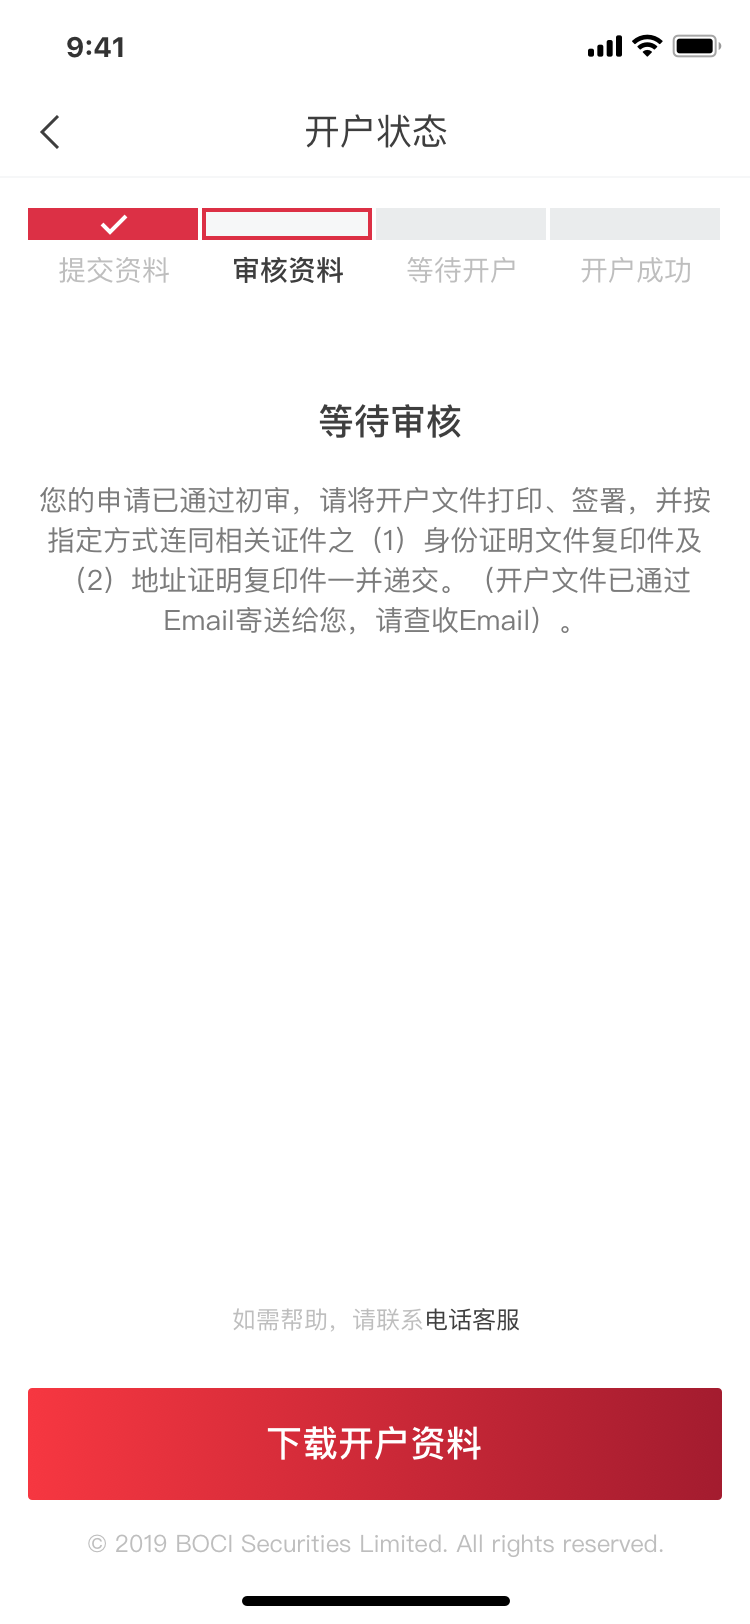 9:41
开户状态
提交资料 审核资料 等待开户 开户成功
等待审核
您的申请已通过初审，请将开户文件打印、签署，并按
指定方式连同相关证件之（1）身份证明文件复印件及
（2）地址证明复印件一并递交。（开户文件已通过
Email寄送给您，请查收Email）。
如需帮助，请联系电话客服
下载开户资料
© 2019 BOCI Securities Limited. All rights reserved.